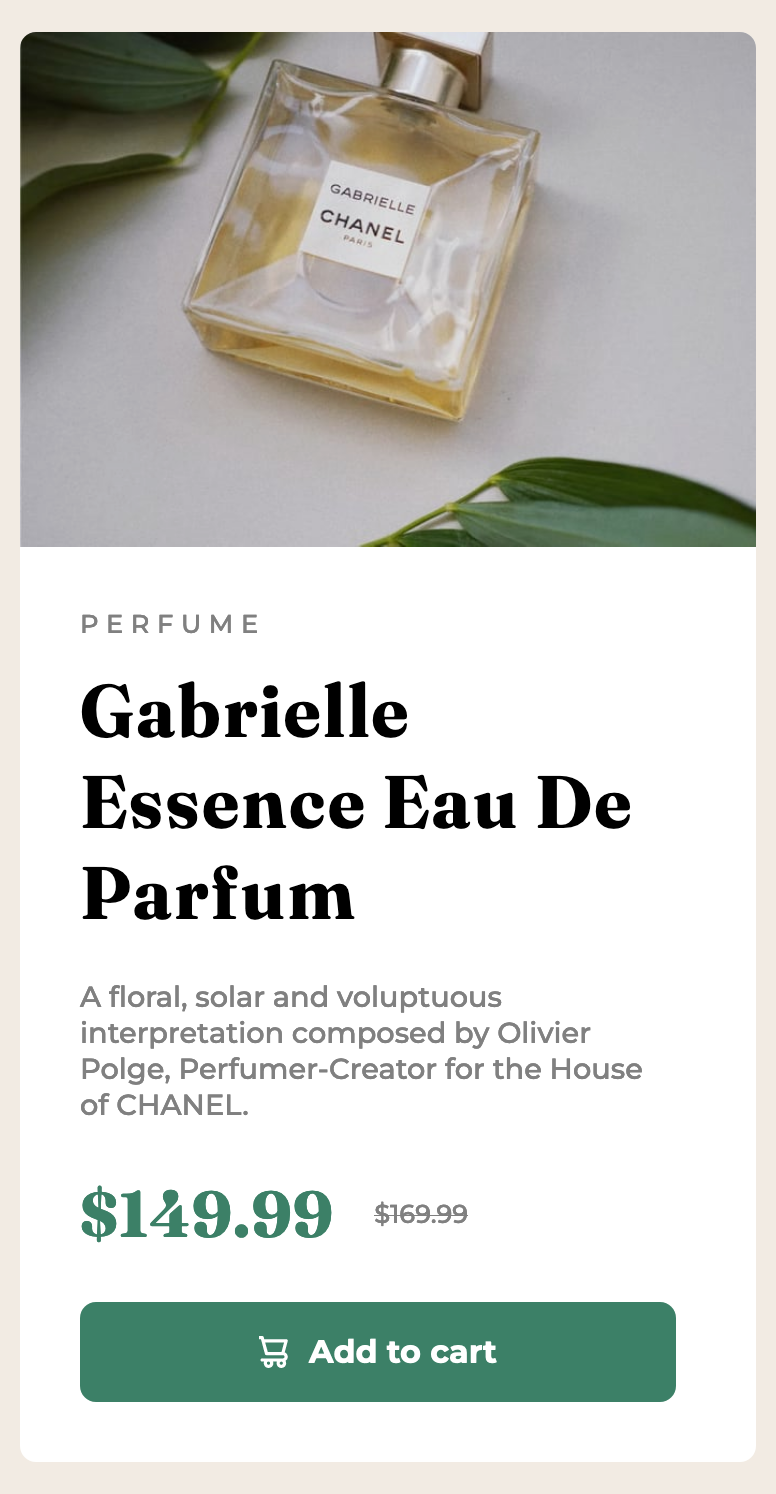 GABRIELLE
CHANEL
PARIS
PERFUME
Gabrielle
Essence Eau De
Parfum
A floral, solar and voluptuous
interpretation composed by Olivier
Polge, Perfumer-Creator for the House
of CHANEL.
$149.99 $169.99
Add to cart